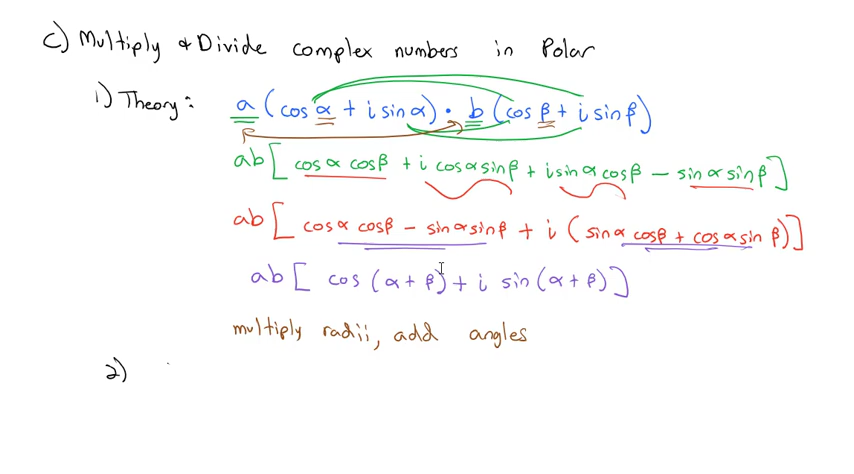 c) Multiply & Divide complex numbers in Polar
1) Theory: a (cos α + i sin α) • b (cos β + i sin β)
ab [ cos α cos β + i cos α sin β + i sin α cos β − sin α sin β ]
ab [ cos α cos β − sin α sin β + i ( sin α cos β + cos α sin β ) ]
ab [ cos (α + β) + i sin (α + β) ]
multiply radii, add angles
2)